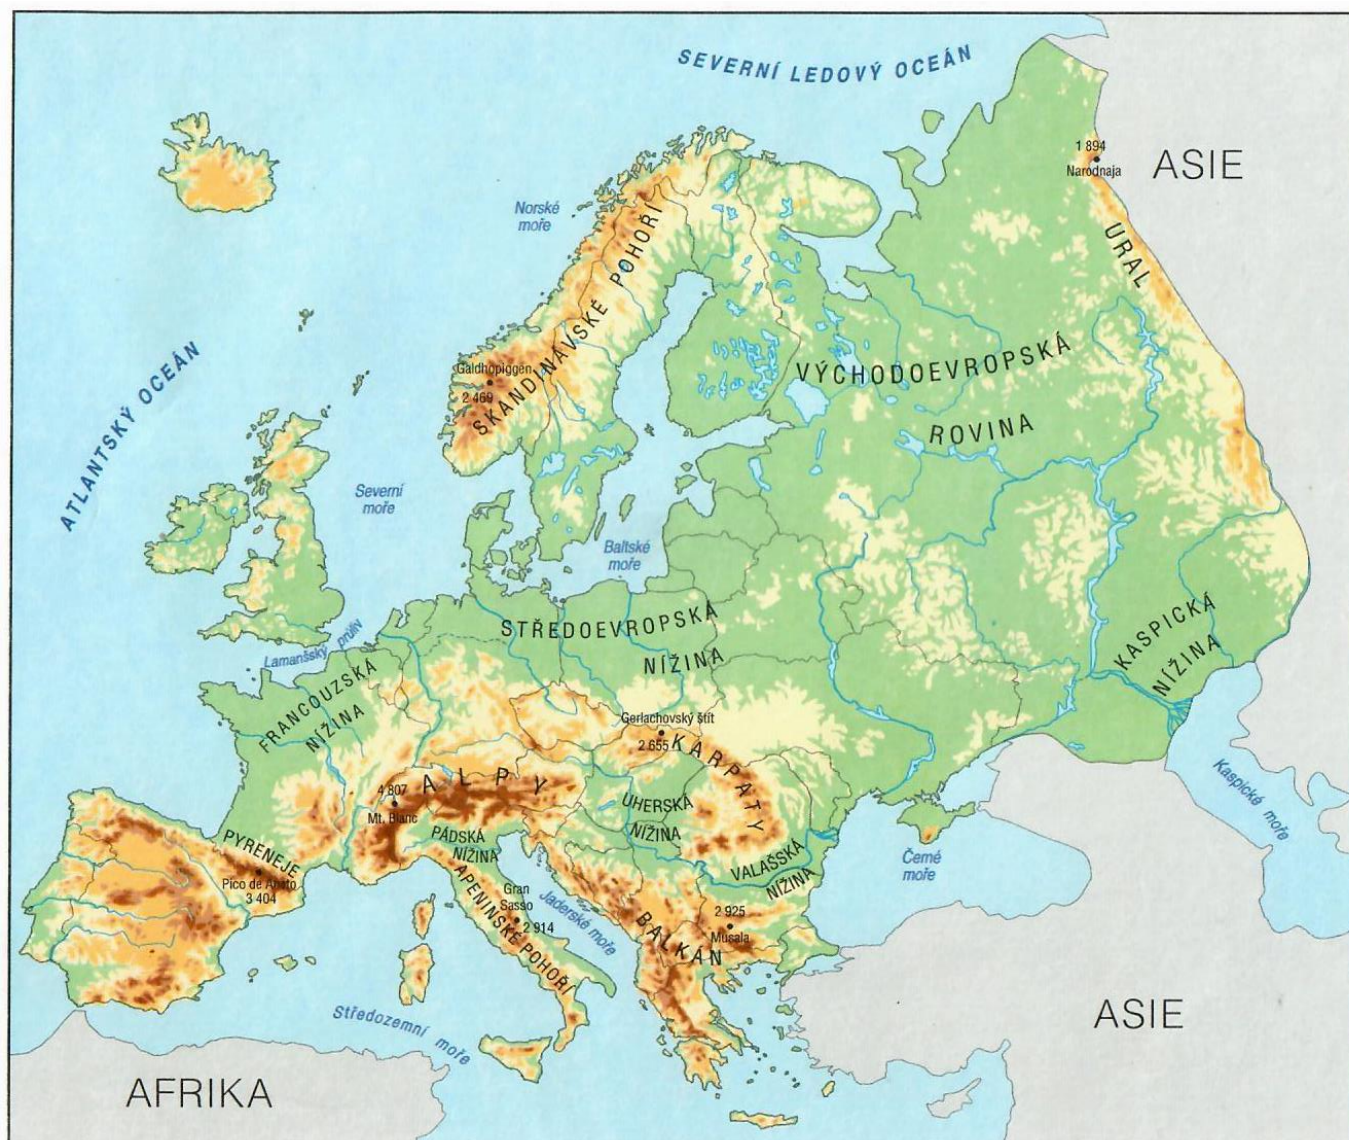 SEVERNÍ LEDOVÝ OCEÁN
1 894
Narodnaja
ASIE
URAL
Norské
moře
SKANDINÁVSKÉ POHOŘÍ
Galdhopiggen
2 469
ATLANTSKÝ OCEÁN
VÝCHODOEVROPSKÁ
ROVINA
Severní
moře
Baltské
moře
STŘEDOEVROPSKÁ
NÍŽINA
KASPICKÁ
NÍŽINA
Lamanšský průliv
FRANCOUZSKÁ
NÍŽINA
Gerlachovský štít
2 655
KARPATY
ALPY
4 807
Mt. Blanc
UHERSKÁ
NÍŽINA
PÁDSKÁ
NÍŽINA
PYRENEJE
Pico de Aneto
3 404
VALAŠSKÁ
NÍŽINA
Černé
moře
Kaspické moře
APENINSKÉ POHOŘÍ
Gran
Sasso
2 914
Jaderské moře
BALKÁN
2 925
Musala
Středozemní moře
ASIE
AFRIKA